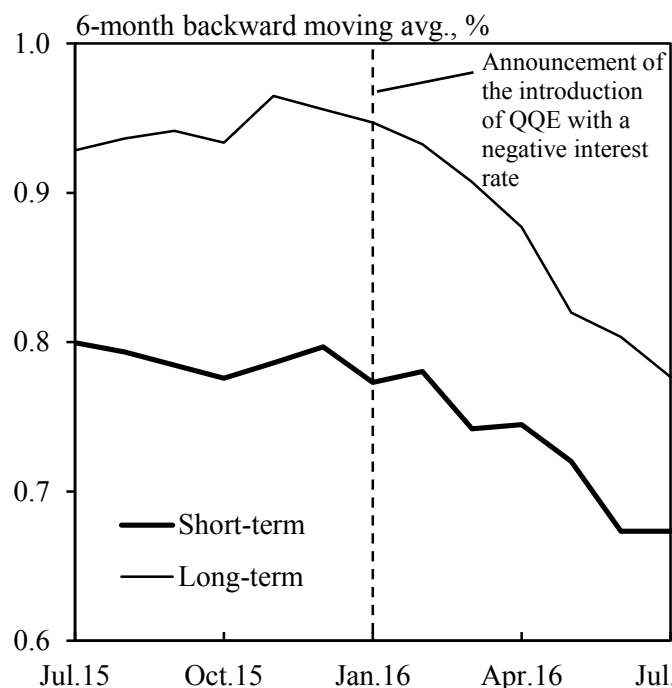 6-month backward moving avg., %
1.0
0.9
0.8
0.7
0.6
Announcement of
the introduction
of QQE with a
negative interest
rate
Short-term
Long-term
Jul.15 Oct.15 Jan.16 Apr.16 Jul.